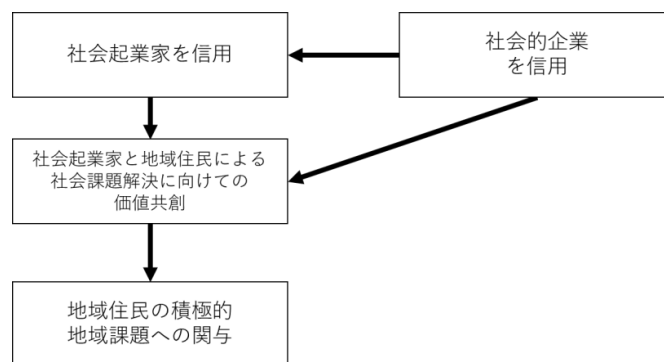 社会起業家を信用
社会的企業
を信用
社会起業家と地域住民による
社会課題解決に向けての
価値共創
地域住民の積極的
地域課題への関与